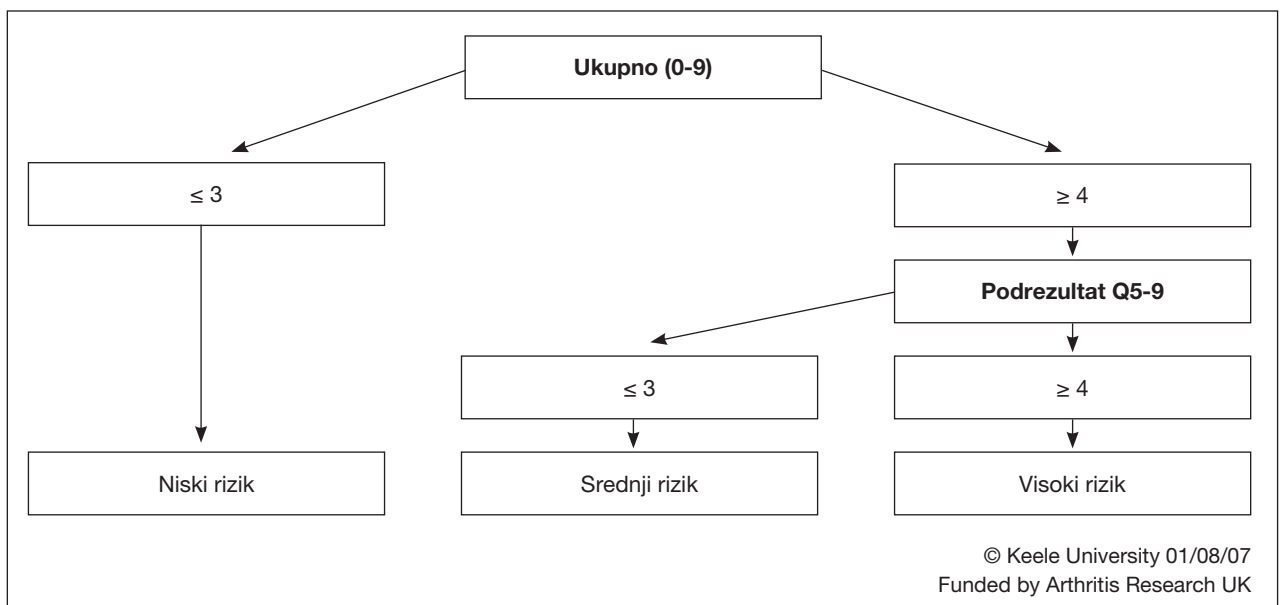 Ukupno (0-9)
≤ 3
≥ 4
Podrezultat Q5-9
≤ 3
≥ 4
Niski rizik
Srednji rizik
Visoki rizik
© Keele University 01/08/07
Funded by Arthritis Research UK